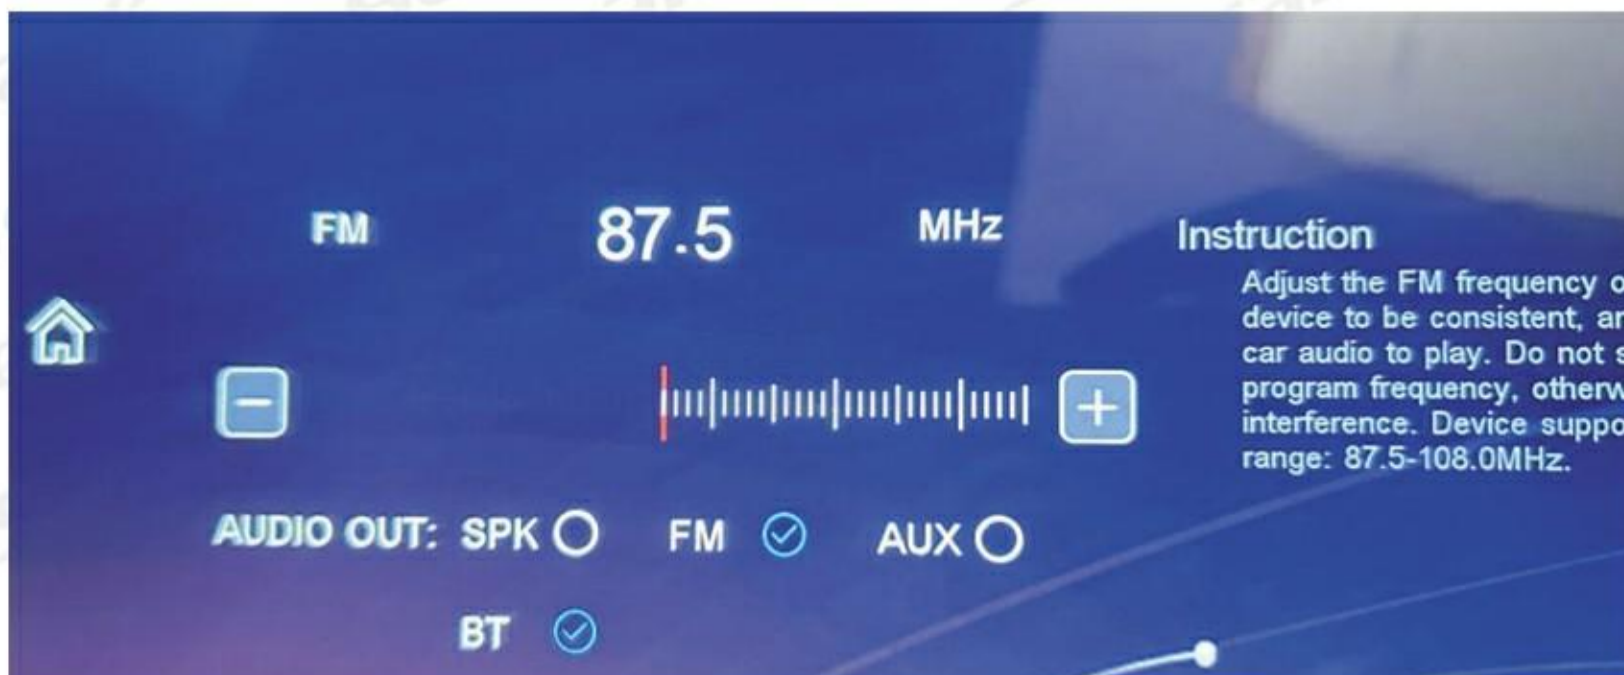 FM 87.5 MHz
Instruction
Adjust the FM frequency
device to be consistent,
car audio to play. Do not
program frequency,
interference. Device
range: 87.5-108.0MHz.
- +
AUDIO OUT: SPK FM AUX
BT